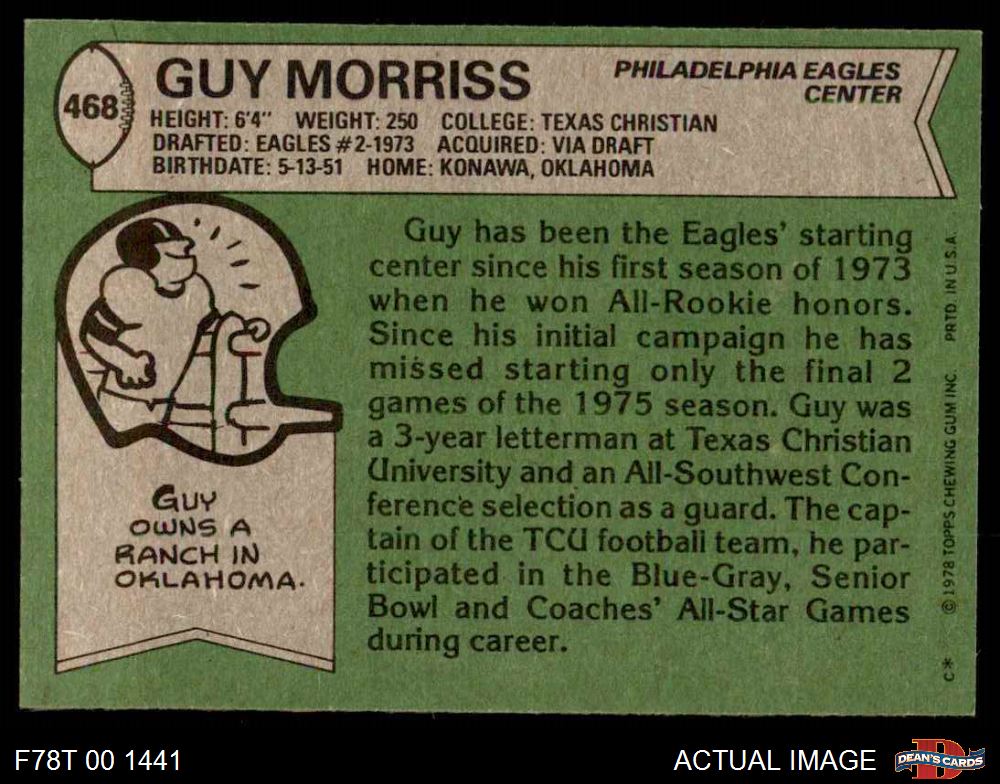 468
GUY MORRISS
PHILADELPHIA EAGLES
CENTER
HEIGHT: 6'4" WEIGHT: 250 COLLEGE: TEXAS CHRISTIAN
DRAFTED: EAGLES #2-1973 ACQUIRED: VIA DRAFT
BIRTHDATE: 5-13-51 HOME: KONAWA, OKLAHOMA
GUY
OWNS A
RANCH IN
OKLAHOMA.
Guy has been the Eagles' starting
center since his first season of 1973
when he won All-Rookie honors.
Since his initial campaign he has
missed starting only the final 2
games of the 1975 season. Guy was
a 3-year letterman at Texas Christian
University and an All-Southwest Con-
ference selection as a guard. The cap-
tain of the TCU football team, he par-
ticipated in the Blue-Gray, Senior
Bowl and Coaches' All-Star Games
during career.
C* © 1978 TOPPS CHEWING GUM INC. PRTD. IN U.S.A.
F78T 00 1441
ACTUAL IMAGE
D
DEAN'S CARDS